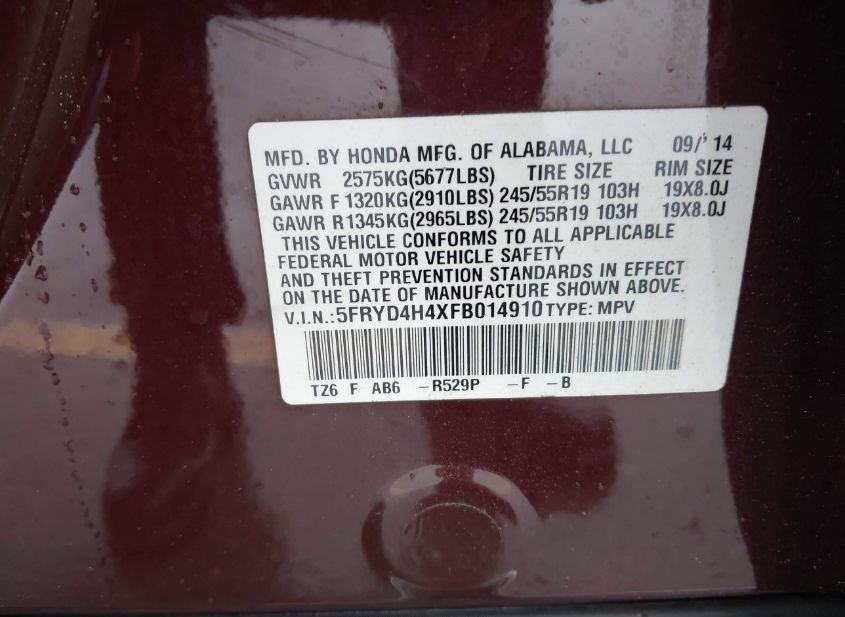 MFD. BY HONDA MFG. OF ALABAMA, LLC 09/' 14
GVWR 2575KG(5677LBS) TIRE SIZE RIM SIZE
GAWR F 1320KG(2910LBS) 245/55R19 103H 19X8.0J
GAWR R1345KG(2965LBS) 245/55R19 103H 19X8.0J
THIS VEHICLE CONFORMS TO ALL APPLICABLE
FEDERAL MOTOR VEHICLE SAFETY
AND THEFT PREVENTION STANDARDS IN EFFECT
ON THE DATE OF MANUFACTURE SHOWN ABOVE.
V.I.N.:5FRYD4H4XFB014910 TYPE: MPV
TZ6 F AB6 -R529P -F -B